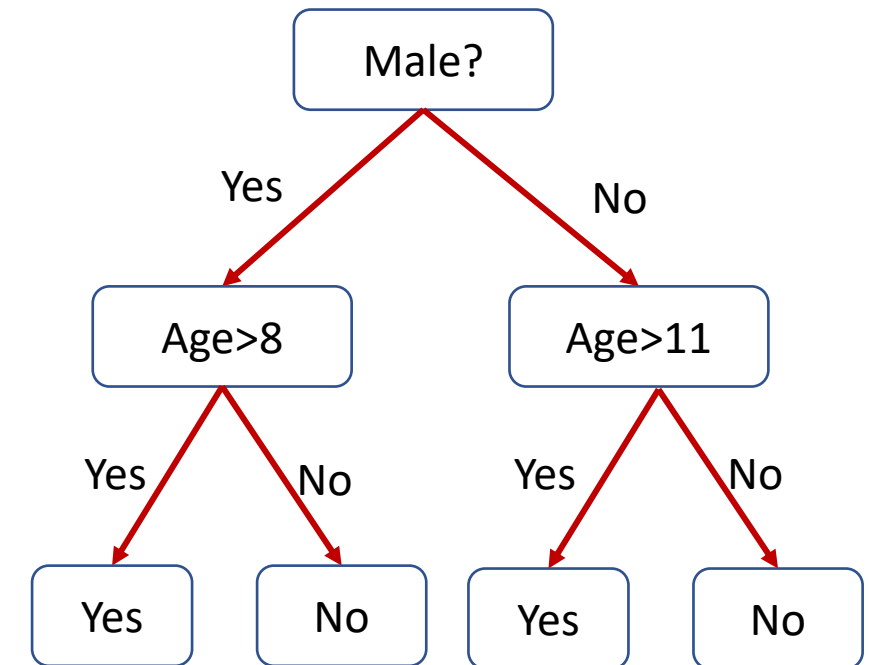 Male?
Yes
No
Age>8
Age>11
Yes
No
Yes
No
Yes
No
Yes
No